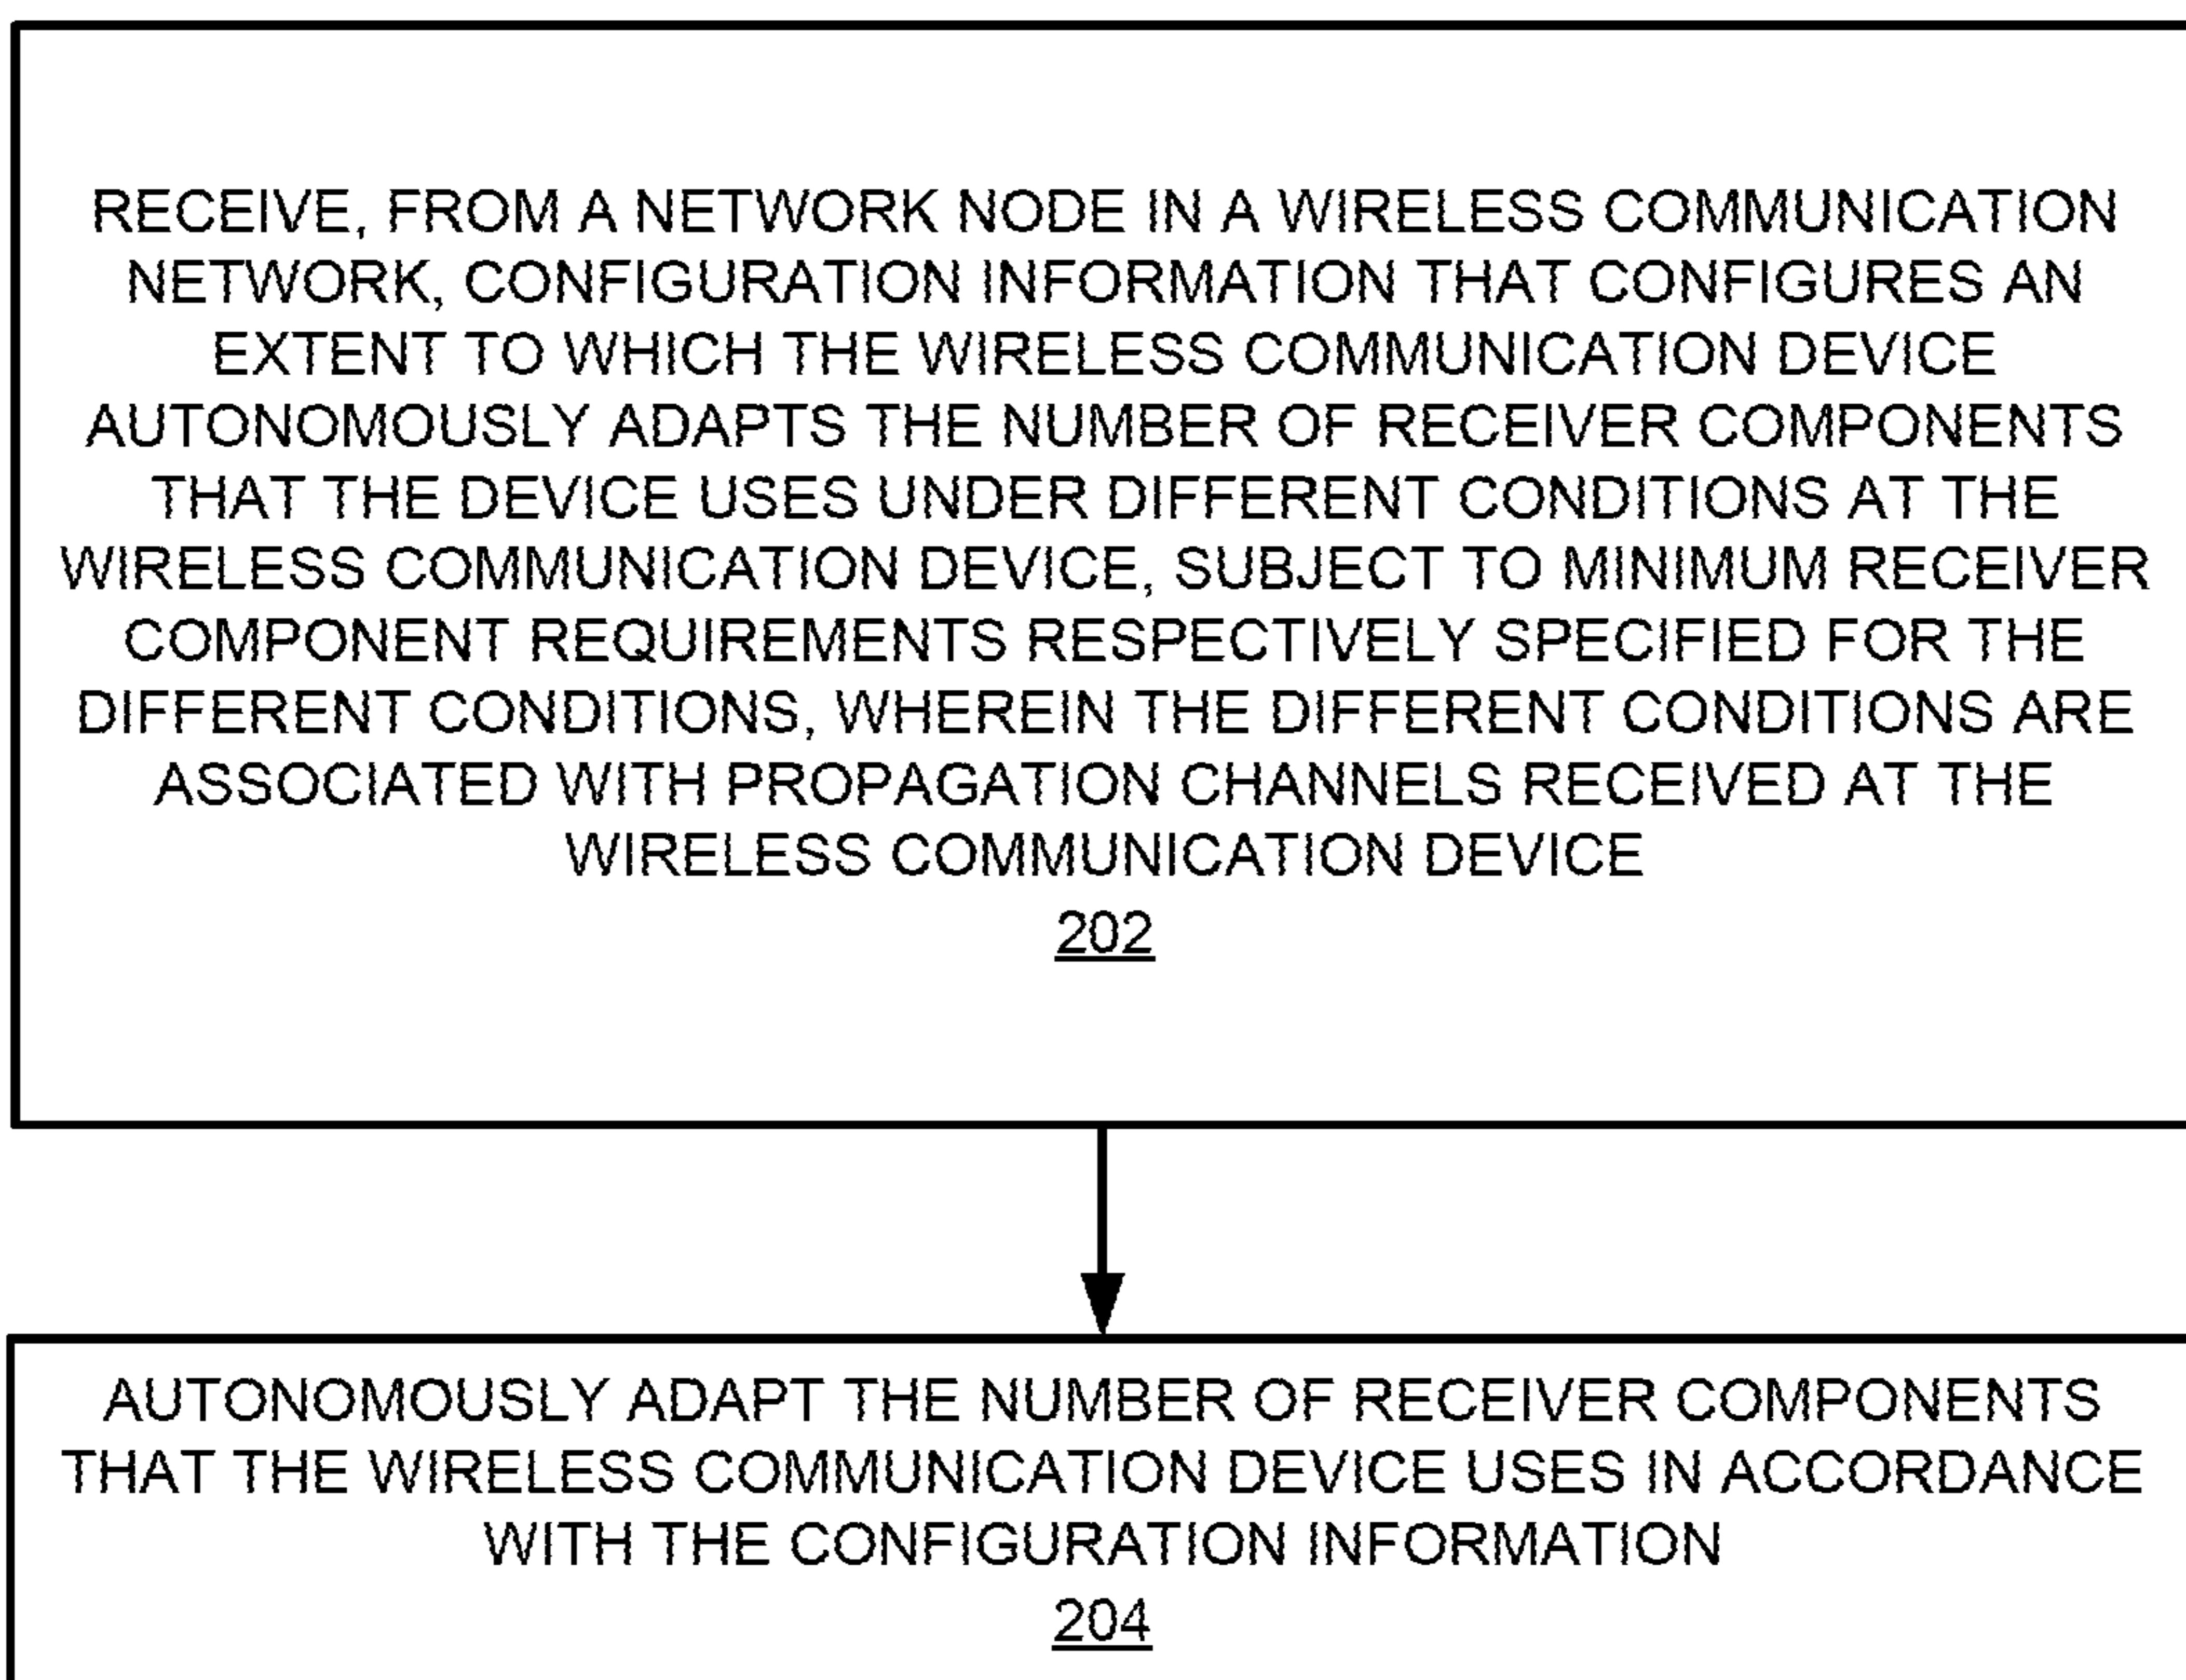 RECEIVE, FROM A NETWORK NODE IN A WIRELESS COMMUNICATION
NETWORK, CONFIGURATION INFORMATION THAT CONFIGURES AN
EXTENT TO WHICH THE WIRELESS COMMUNICATION DEVICE
AUTONOMOUSLY ADAPTS THE NUMBER OF RECEIVER COMPONENTS
THAT THE DEVICE USES UNDER DIFFERENT CONDITIONS AT THE
WIRELESS COMMUNICATION DEVICE, SUBJECT TO MINIMUM RECEIVER
COMPONENT REQUIREMENTS RESPECTIVELY SPECIFIED FOR THE
DIFFERENT CONDITIONS, WHEREIN THE DIFFERENT CONDITIONS ARE
ASSOCIATED WITH PROPAGATION CHANNELS RECEIVED AT THE
WIRELESS COMMUNICATION DEVICE
202
AUTONOMOUSLY ADAPT THE NUMBER OF RECEIVER COMPONENTS
THAT THE WIRELESS COMMUNICATION DEVICE USES IN ACCORDANCE
WITH THE CONFIGURATION INFORMATION
204